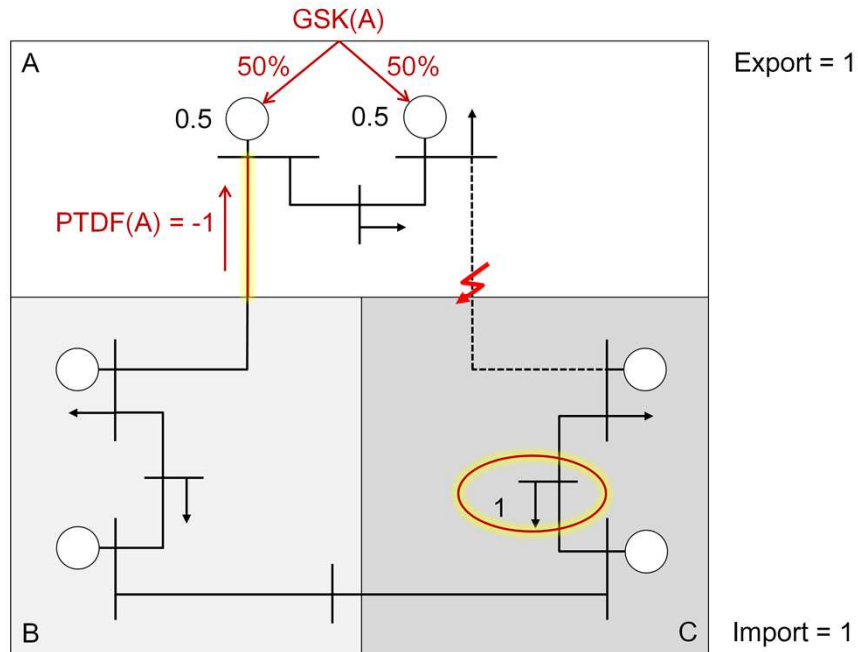 GSK(A)
A
Export = 1
50%
50%
0.5
0.5
PTDF(A) = -1
1
B
C
Import = 1